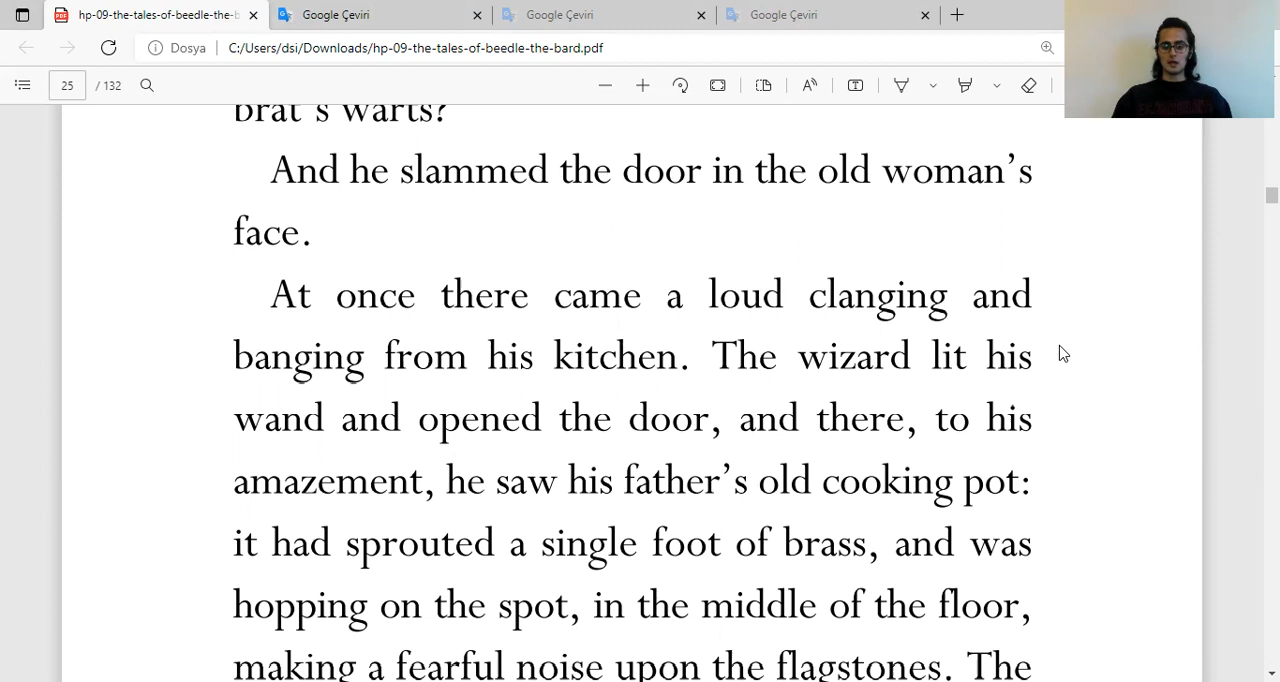 hp-09-the-tales-of-beedle-the-b
Google Çeviri
Google Çeviri
Google Çeviri
Dosya
C:/Users/dsi/Downloads/hp-09-the-tales-of-beedle-the-bard.pdf
25 / 132
brat's warts?
And he slammed the door in the old woman's
face.
At once there came a loud clanging and
banging from his kitchen. The wizard lit his
wand and opened the door, and there, to his
amazement, he saw his father's old cooking pot:
it had sprouted a single foot of brass, and was
hopping on the spot, in the middle of the floor,
making a fearful noise upon the flagstones. The